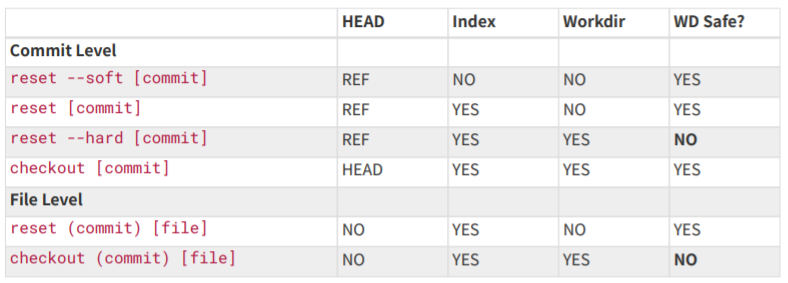 HEAD Index Workdir WD Safe?
Commit Level
reset --soft [commit] REF NO NO YES
reset [commit] REF YES NO YES
reset --hard [commit] REF YES YES NO
checkout [commit] HEAD YES YES YES
File Level
reset (commit) [file] NO YES NO YES
checkout (commit) [file] NO YES YES NO